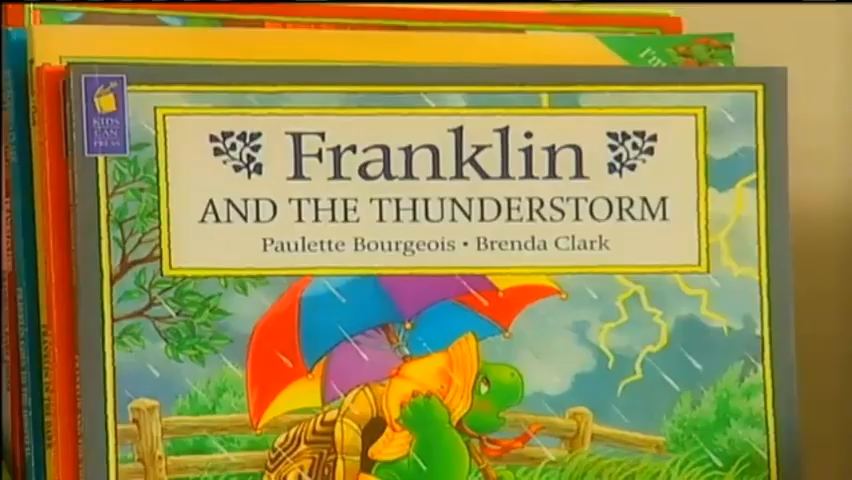 I'm
KIDS
CAN
PRESS
Franklin
AND THE THUNDERSTORM
Paulette Bourgeois • Brenda Clark